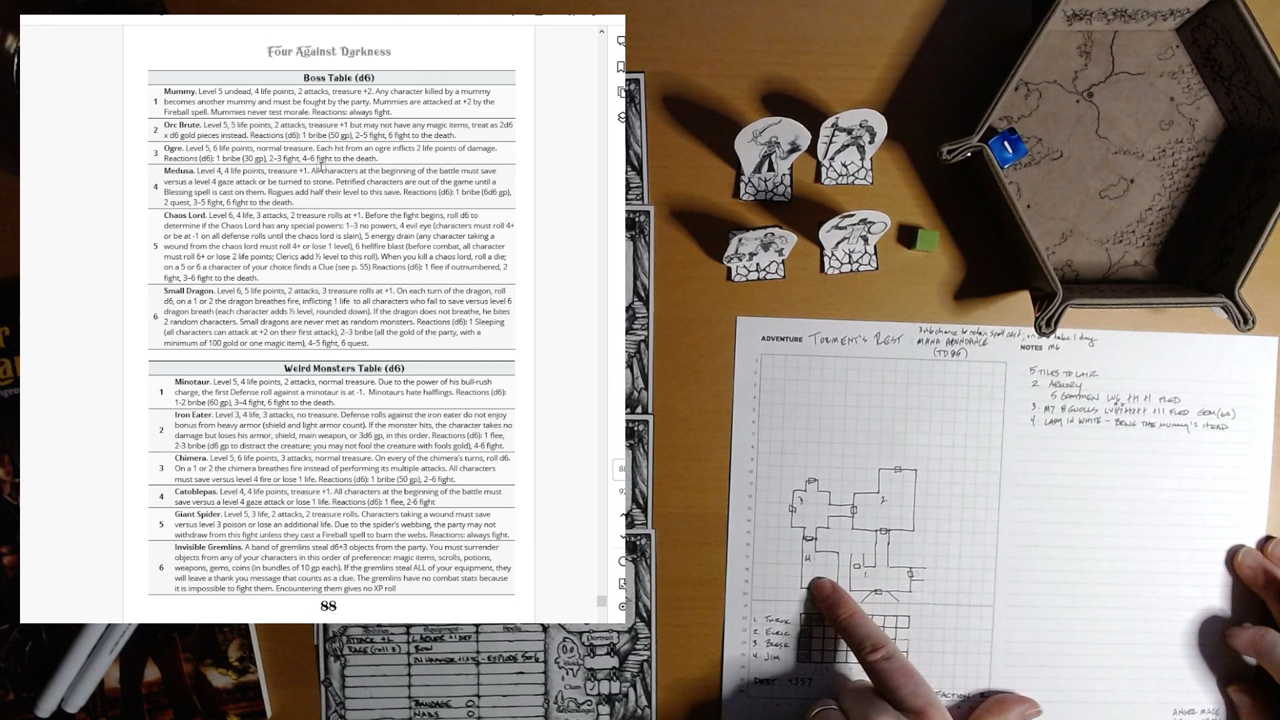 Four Against Darkness
Boss Table (d6)
1 Mummy. Level 5 undead, 4 life points, 2 attacks, treasure +2. Any character killed by a mummy
becomes another mummy and must be fought by the party. Mummies are attacked at +2 by the
Fireball spell. Mummies never test morale. Reactions: always fight.
2 Orc Brute. Level 5, 5 life points, 2 attacks, treasure +1 but may not have any magic items, treat as 2d6
x d6 gold pieces instead. Reactions (d6): 1 bribe (50 gp), 2–5 fight, 6 fight to the death.
3 Ogre. Level 5, 6 life points, normal treasure. Each hit from an ogre inflicts 2 life points of damage.
Reactions (d6): 1 bribe (30 gp), 2–3 fight, 4-6 fight to the death.
4 Medusa. Level 4, 4 life points, treasure +1. All characters at the beginning of the battle must save
versus a level 4 gaze attack or be turned to stone. Petrified characters are out of the game until a
Blessing spell is cast on them. Rogues add half their level to this save. Reactions (d6): 1 bribe (6d6 gp),
2 quest, 3–5 fight, 6 fight to the death.
5 Chaos Lord. Level 6, 4 life, 3 attacks, 2 treasure rolls at +1. Before the fight begins, roll d6 to
determine if the Chaos Lord has any special powers: 1–3 no powers, 4 evil eye (characters must roll 4+
or be at -1 on all defense rolls until the chaos lord is slain), 5 energy drain (any character taking a
wound from the chaos lord must roll 4+ or lose 1 level), 6 hellfire blast (before combat, all character
must roll 6+ or lose 2 life points; Clerics add ½ level to this roll). When you kill a chaos lord, roll a die;
on a 5 or 6 a character of your choice finds a Clue (see p. 55) Reactions (d6): 1 flee if outnumbered, 2
fight, 3–6 fight to the death.
6 Small Dragon. Level 6, 5 life points, 2 attacks, 3 treasure rolls at +1. On each turn of the dragon, roll
d6, on a 1 or 2 the dragon breathes fire, inflicting 1 life to all characters who fail to save versus level 6
dragon breath (each character adds ½ level, rounded down). If the dragon does not breathe, he bites
2 random characters. Small dragons are never met as random monsters. Reactions (d6): 1 Sleeping
(all characters can attack at +2 on their first attack), 2–3 bribe (all the gold of the party, with a
minimum of 100 gold or one magic item), 4–5 fight, 6 quest.
Weird Monsters Table (d6)
1 Minotaur. Level 5, 4 life points, 2 attacks, normal treasure. Due to the power of his bull-rush
charge, the first Defense roll against a minotaur is at -1. Minotaurs hate halflings. Reactions (d6):
1-2 bribe (60 gp), 3–4 fight, 6 fight to the death.
2 Iron Eater. Level 3, 4 life, 3 attacks, no treasure. Defense rolls against the iron eater do not enjoy
bonus from heavy armor (shield and light armor count). If the monster hits, the character takes no
damage but loses his armor, shield, main weapon, or 3d6 gp, in this order. Reactions (d6): 1 flee,
2-3 bribe (d6 gp to distract the creature; you may not fool the creature with fools gold), 4-6 fight.
3 Chimera. Level 5, 6 life points, 3 attacks, normal treasure. On every of the chimera's turns, roll d6.
On a 1 or 2 the chimera breathes fire instead of performing its multiple attacks. All characters
must save versus level 4 fire or lose 1 life. Reactions (d6): 1 bribe (50 gp), 2–6 fight.
4 Catoblepas. Level 4, 4 life points, treasure +1. All characters at the beginning of the battle must
save versus a level 4 gaze attack or lose 1 life. Reactions (d6): 1 flee, 2-6 fight
5 Giant Spider. Level 5, 3 life, 2 attacks, 2 treasure rolls. Characters taking a wound must save
versus level 3 poison or lose an additional life. Due to the spider's webbing, the party may not
withdraw from this fight unless they cast a Fireball spell to burn the webs. Reactions: always fight.
6 Invisible Gremlins. A band of gremlins steal d6+3 objects from the party. You must surrender
objects from any of your characters in this order of preference: magic items, scrolls, potions,
weapons, gems, coins (in bundles of 10 gp each). If the gremlins steal ALL of your equipment, they
will leave a thank you message that counts as a clue. The gremlins have no combat stats because
it is impossible to fight them. Encountering them gives no XP roll
88
ADVENTURE TORMENT'S REST
MANA ABUNDANCE
NOTES M6
5 TILES TO LAIR
2 ARMORY
4. LADY IN WHITE - BRING THE MUMMY'S HEAD
3
2
4
1
DEBT: 4357
4. JIM
BOW
BANDAGE 0
Portrait
Clues